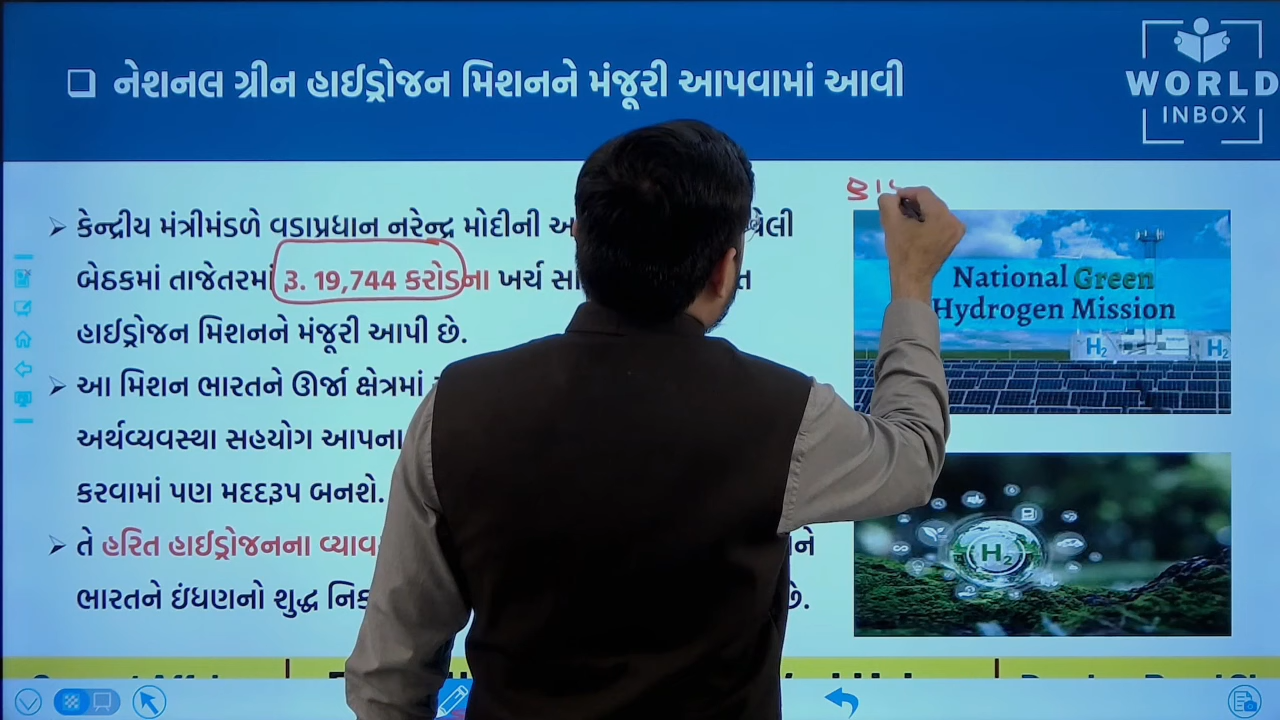 નેશનલ ગ્રીન હાઈડ્રોજન મિશનને મંજૂરી આપવામાં આવી
WORLD
INBOX
કેન્દ્રીય મંત્રીમંડળે વડાપ્રધાન નરેન્દ્ર મોદીની
બેઠકમાં તાજેતરમાં રૂ. 19,744 કરોડના ખર્ચ
હાઈડ્રોજન મિશનને મંજૂરી આપી છે.
આ મિશન ભારતને ઊર્જા ક્ષેત્રમાં
અર્થવ્યવસ્થા સહયોગ આપના
કરવામાં પણ મદદરૂપ બનશે.
તે હરિત હાઈડ્રોજનના
ભારતને ઇંધણનો શુદ્ધ છે.
National Green
Hydrogen Mission
H₂
H₂
H₂